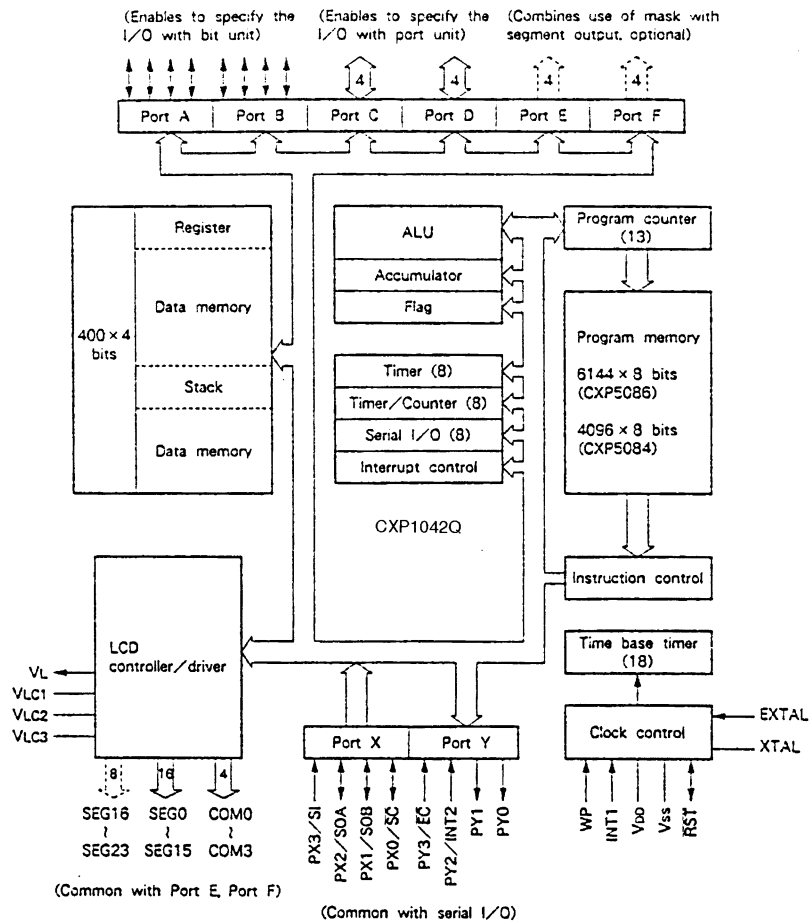 (Enables to specify the
I/O with bit unit)
(Enables to specify the
I/O with port unit)
(Combines use of mask with
segment output, optional)
4
4
4
4
Port A
Port B
Port C
Port D
Port E
Port F
400 × 4
bits
Register
Data memory
Stack
Data memory
ALU
Accumulator
Flag
Timer (8)
Timer/Counter (8)
Serial I/O (8)
Interrupt control
CXP1042Q
Program counter
(13)
Program memory
6144 × 8 bits
(CXP5086)
4096 × 8 bits
(CXP5084)
Instruction control
Time base timer
(18)
Clock control
EXTAL
XTAL
WP
INT1
VDD
VSS
RST
LCD
controller/driver
VL
VLC1
VLC2
VLC3
8
16
4
SEG16
~
SEG23
SEG0
~
SEG15
COM0
~
COM3
(Common with Port E, Port F)
Port X
Port Y
PX3/SI
PX2/SOA
PX1/SOB
PX0/SC
PY3/EC
PY2/INT2
PY1
PY0
(Common with serial I/O)